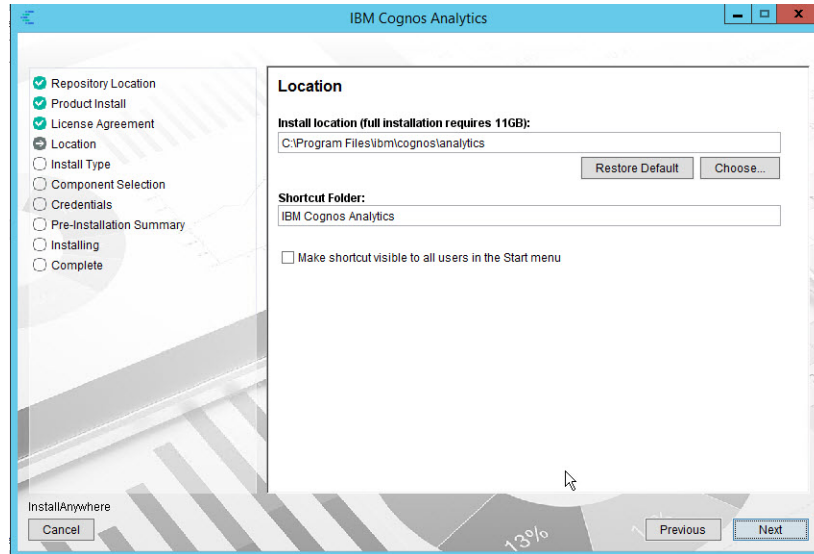 IBM Cognos Analytics
Repository Location
Product Install
License Agreement
Location
Install Type
Component Selection
Credentials
Pre-Installation Summary
Installing
Complete
Location
Install location (full installation requires 11GB):
C:\Program Files\ibm\cognos\analytics
Restore Default
Choose...
Shortcut Folder:
IBM Cognos Analytics
Make shortcut visible to all users in the Start menu
InstallAnywhere
Cancel
13%
Previous
Next